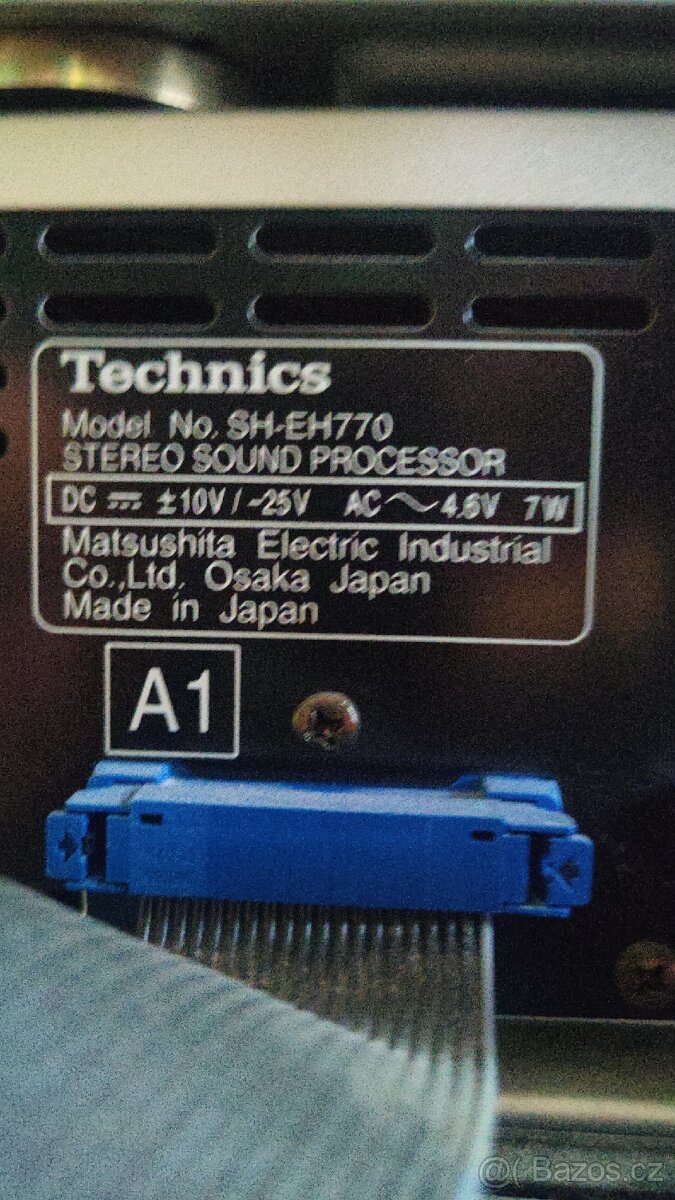 Technics
Model No. SH-EH770
STEREO SOUND PROCESSOR
DC ⎓ ±10V / -25V AC ~ 4.6V 7W
Matsushita Electric Industrial
Co.,Ltd. Osaka Japan
Made in Japan
A1
@( Bazos.cz